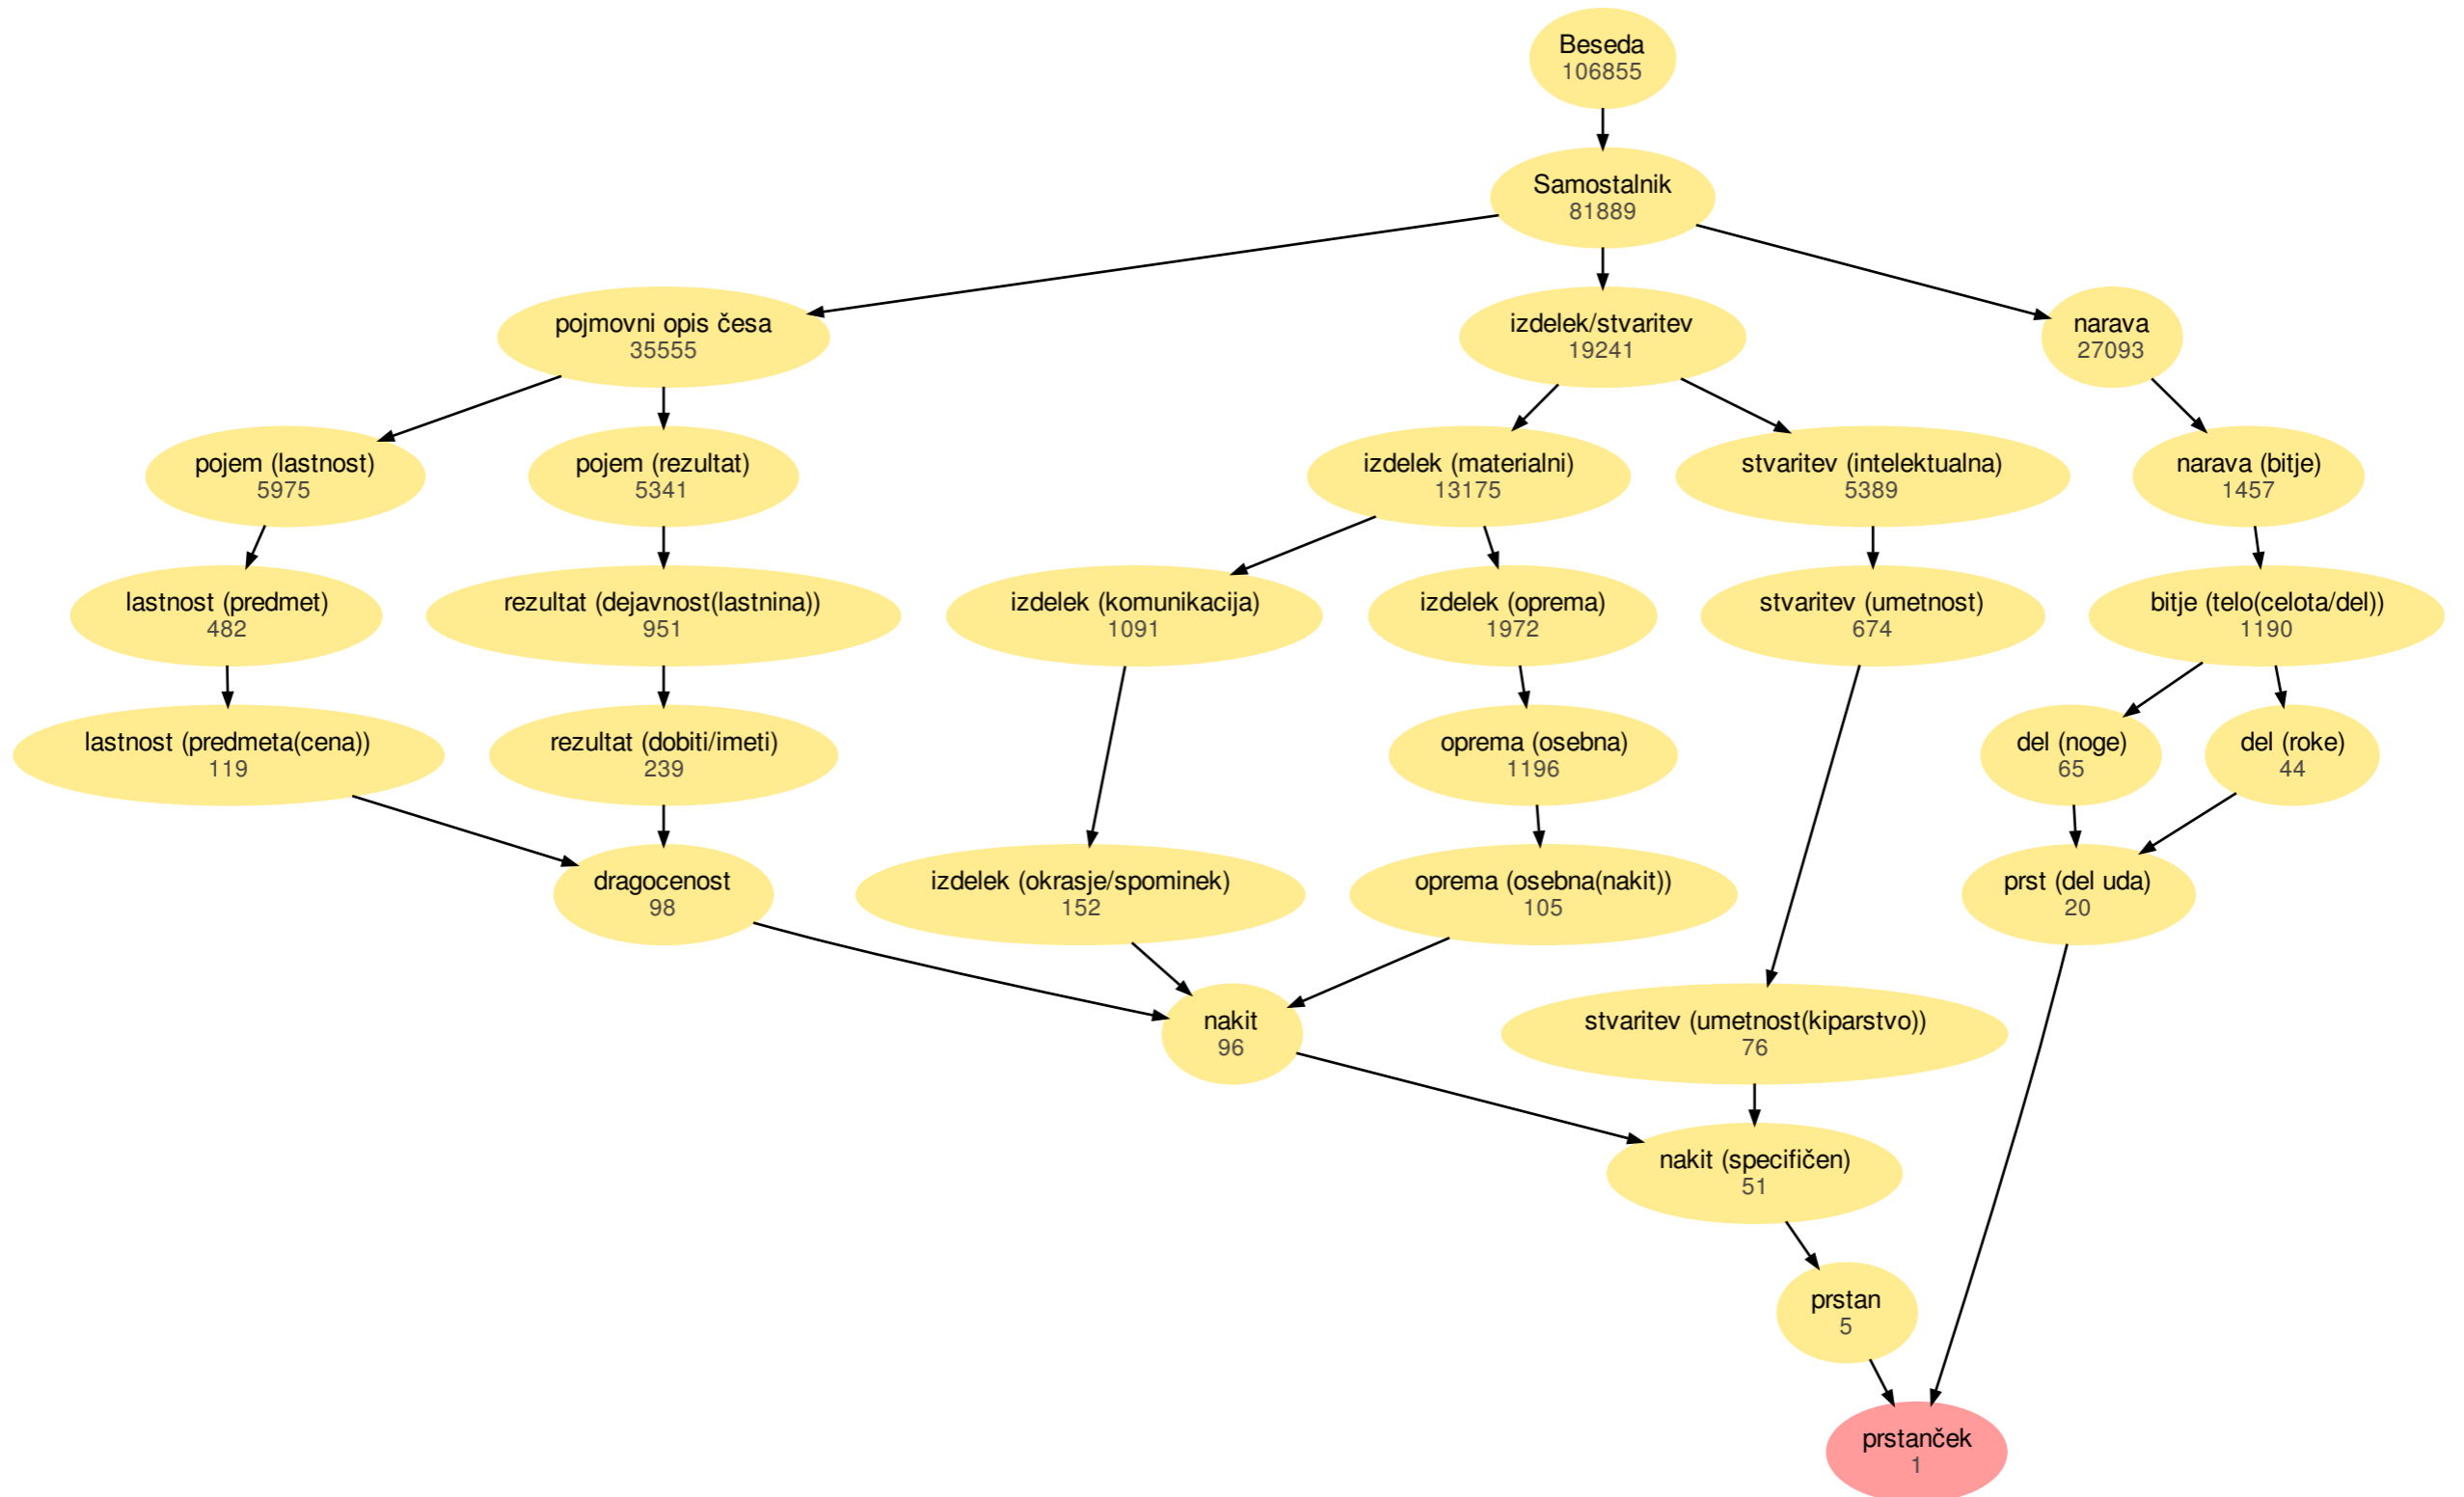 Beseda
106855
Samostalnik
81889
pojmovni opis česa
35555
izdelek/stvaritev
19241
narava
27093
pojem (lastnost)
5975
pojem (rezultat)
5341
izdelek (materialni)
13175
stvaritev (intelektualna)
5389
narava (bitje)
1457
lastnost (predmet)
482
rezultat (dejavnost(lastnina))
951
izdelek (komunikacija)
1091
izdelek (oprema)
1972
stvaritev (umetnost)
674
bitje (telo(celota/del))
1190
lastnost (predmeta(cena))
119
rezultat (dobiti/imeti)
239
oprema (osebna)
1196
del (noge)
65
del (roke)
44
dragocenost
98
izdelek (okrasje/spominek)
152
oprema (osebna(nakit))
105
prst (del uda)
20
nakit
96
stvaritev (umetnost(kiparstvo))
76
nakit (specifičen)
51
prstan
5
prstanček
1